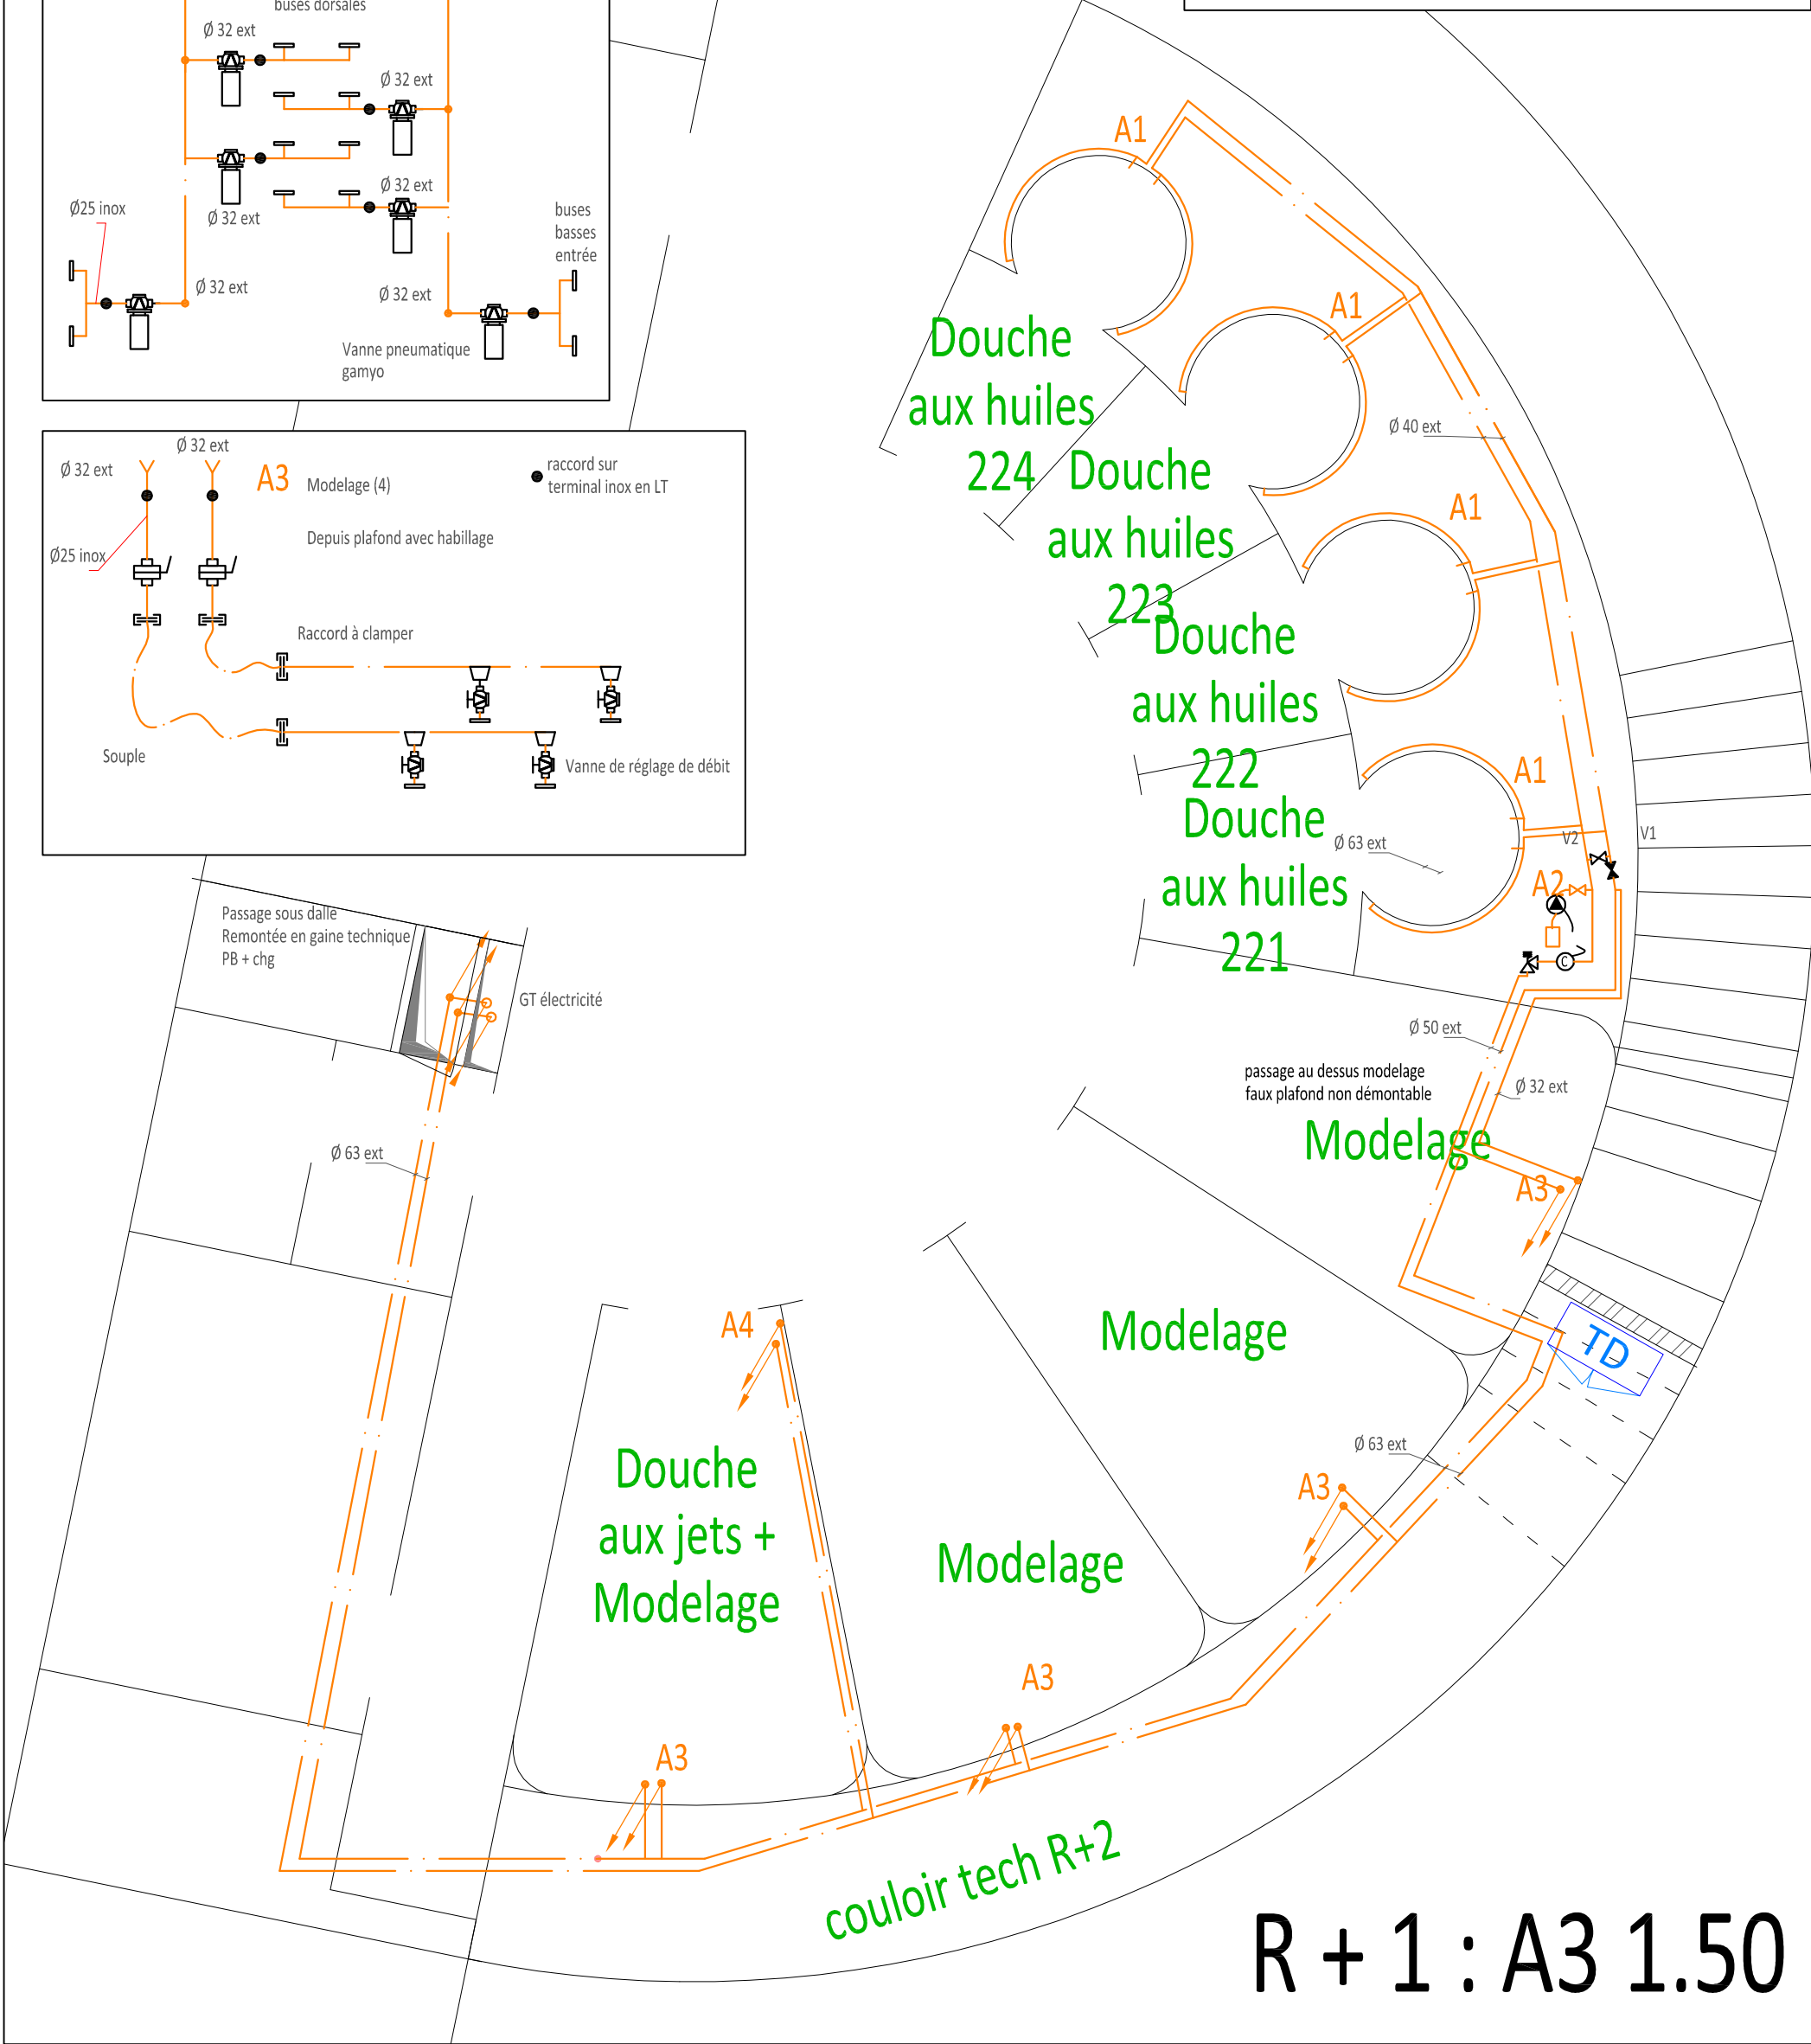 buses dorsales
Ø 32 ext
Ø 32 ext
Ø 32 ext
Ø 32 ext
Ø25 inox
buses
basses
entrée
Ø 32 ext
Ø 32 ext
Vanne pneumatique
gamyo
Ø 32 ext
Ø 32 ext
A3
Modelage (4)
raccord sur
terminal inox en LT
Depuis plafond avec habillage
Ø25 inox
Raccord à clamper
Souple
Vanne de réglage de débit
A1
A1
A1
A1
Douche
aux huiles
224
Douche
aux huiles
223
Douche
aux huiles
222
Douche
aux huiles
221
Ø 40 ext
Ø 63 ext
V2
V1
A2
C
Passage sous dalle
Remontée en gaine technique
PB + chg
GT électricité
Ø 63 ext
Ø 50 ext
Ø 32 ext
passage au dessus modelage
faux plafond non démontable
Modelage
A3
TD
A4
Modelage
Ø 63 ext
A3
Douche
aux jets +
Modelage
Modelage
A3
A3
couloir tech R+2
R + 1 : A3 1.50